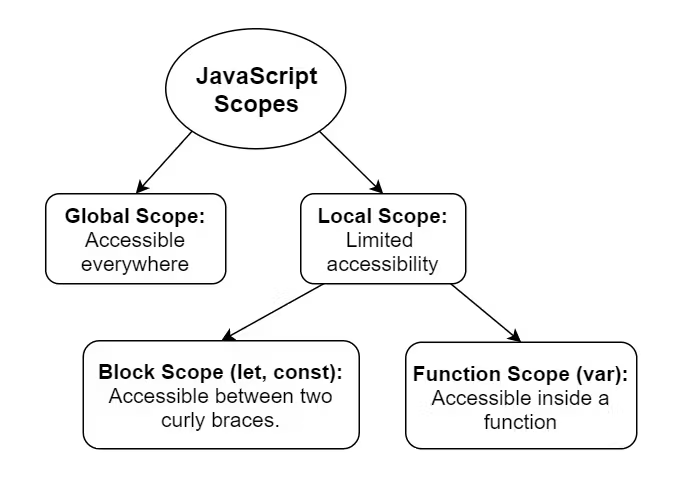 JavaScript
Scopes
Global Scope:
Accessible
everywhere
Local Scope:
Limited
accessibility
Block Scope (let, const):
Accessible between two
curly braces.
Function Scope (var):
Accessible inside a
function